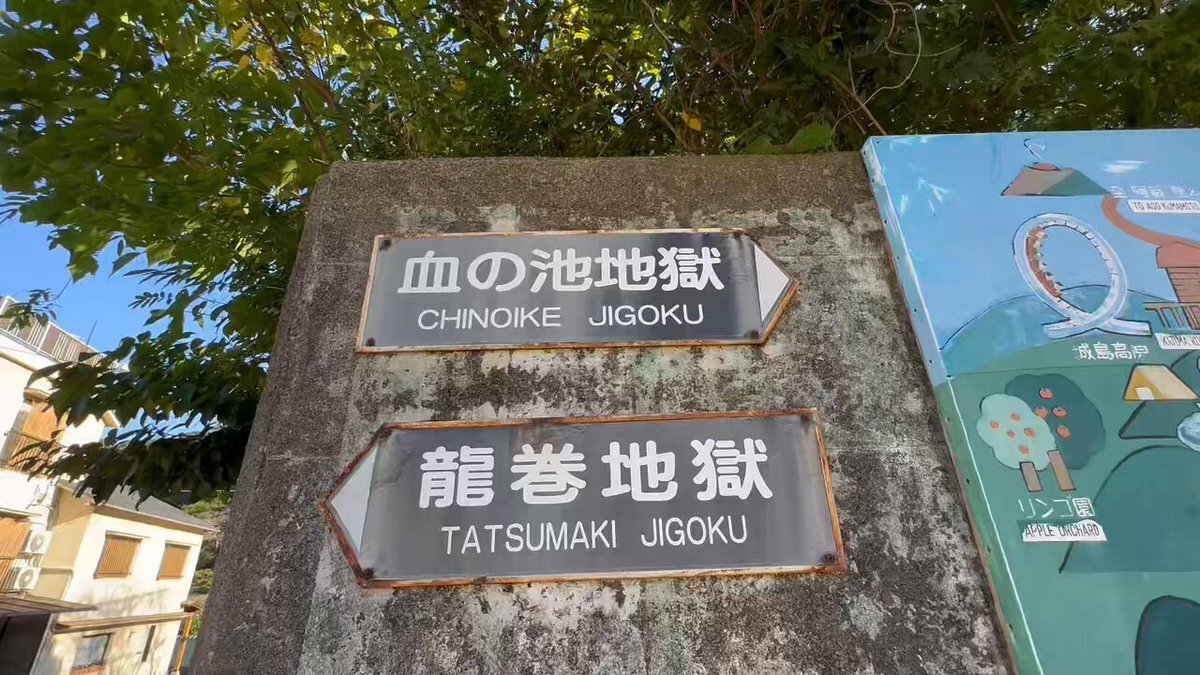 血の池地獄
CHINOIKE JIGOKU
龍巻地獄
TATSUMAKI JIGOKU
TO ASO KUMAMOTO
城島高原
リンゴ園
APPLE ORCHARD